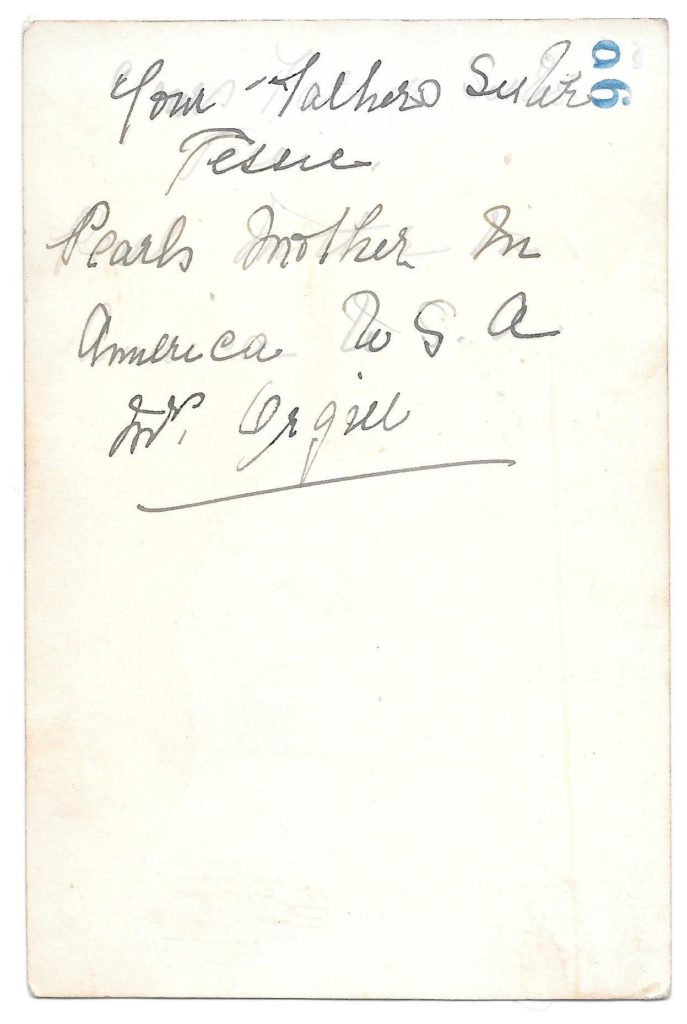 Your Fathers Sister
Tessie
Pearls Mother In
America U S. A
Mrs. Orgill